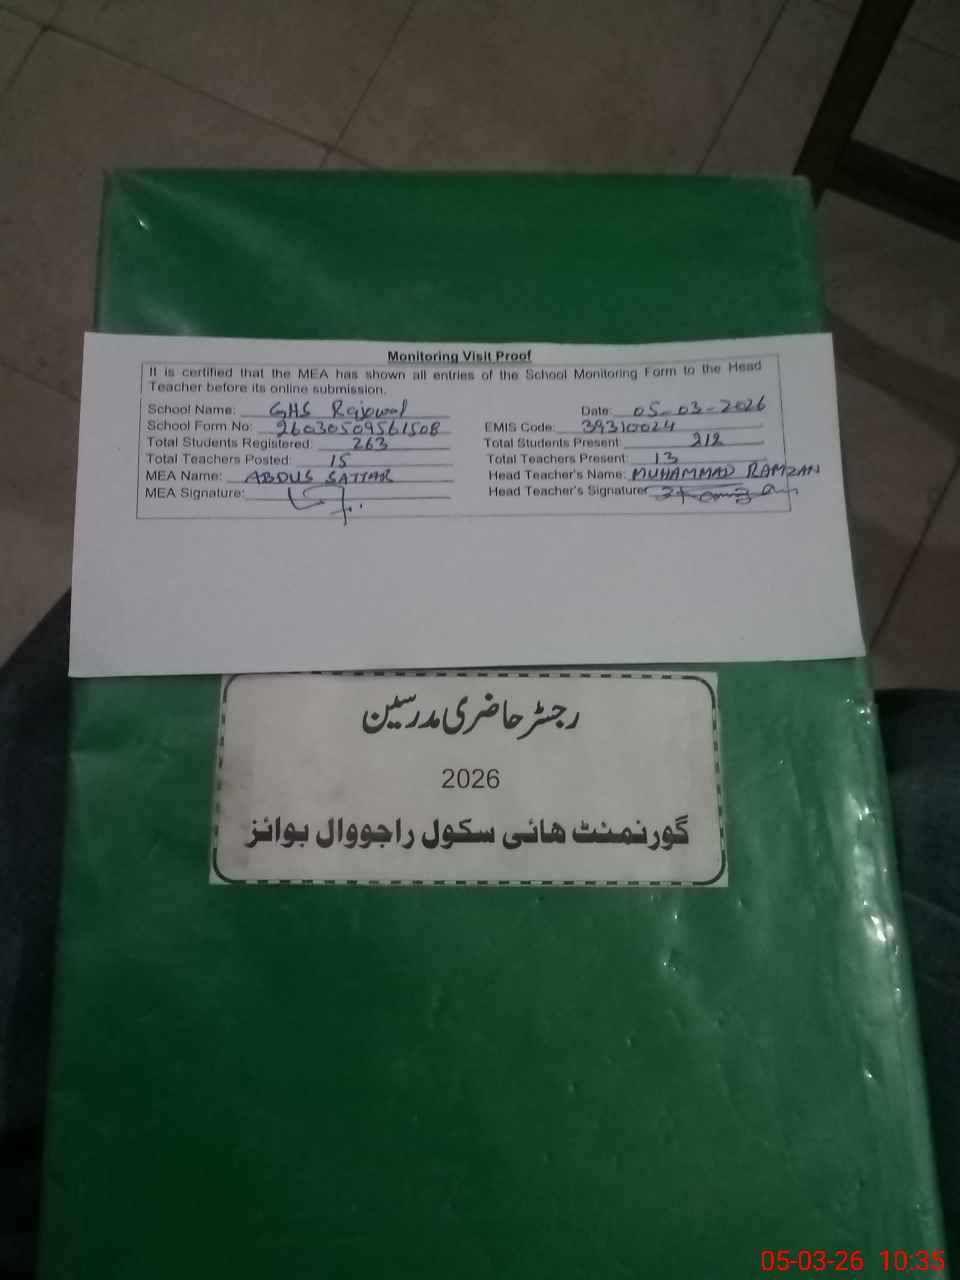 Monitoring Visit Proof
It is certified that the MEA has shown all entries of the School Monitoring Form to the Head
Teacher before its online submission.
School Name: GHS Rajowal Date: 05-03-2026
School Form No: 26030509561508 EMIS Code: 39310024
Total Students Registered: 263 Total Students Present: 212
Total Teachers Posted: 15 Total Teachers Present: 13
MEA Name: ABDUS SATTAR Head Teacher's Name: MUHAMMAD RAMZAN
MEA Signature: Head Teacher's Signature
رجسٹر حاضری مدرسین
2026
گورنمنٹ ہائی سکول راجووال بوائز
05-03-26 10:35